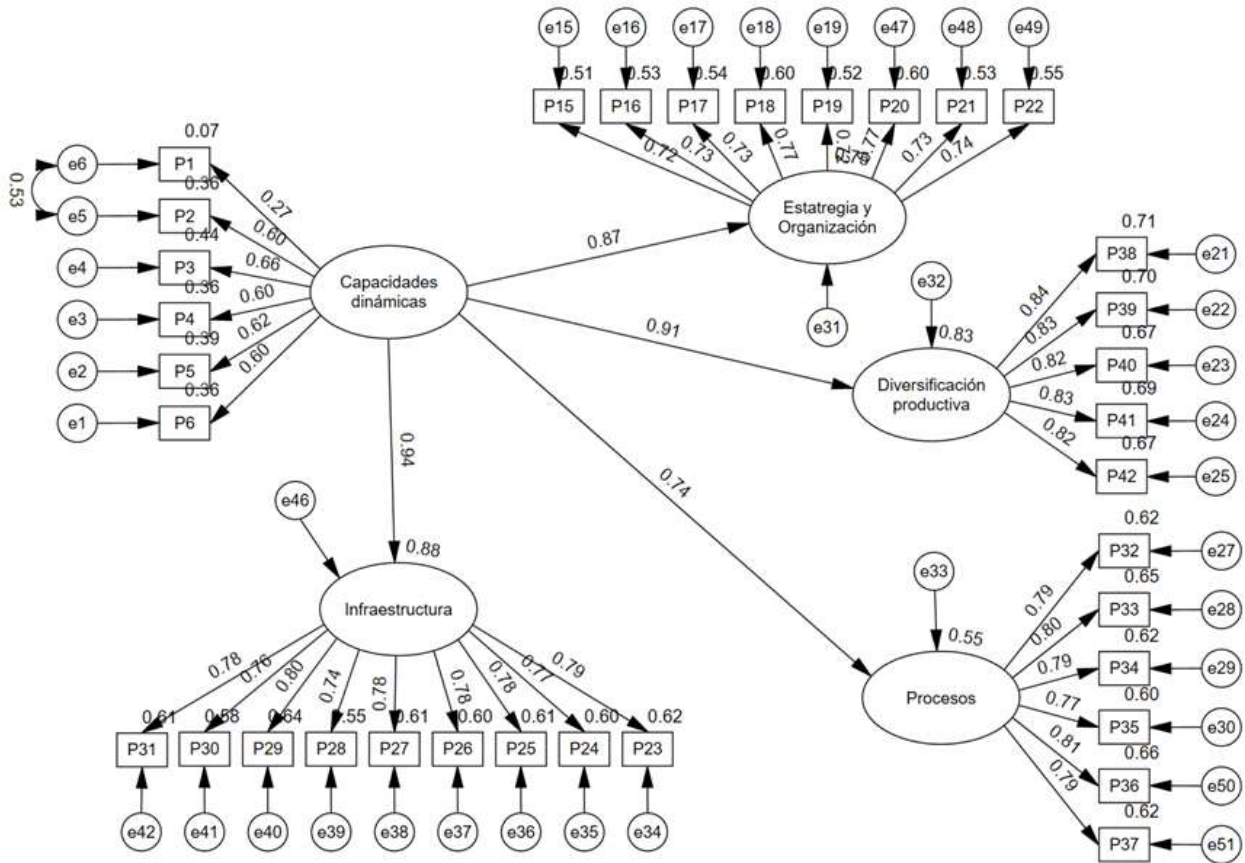 e15 e16 e17 e18 e19 e47 e48 e49
0.51 0.53 0.54 0.60 0.52 0.60 0.53 0.55
P15 P16 P17 P18 P19 P20 P21 P22
0.72 0.73 0.73 0.77 0.77 0.73 0.74
Estatregia y
Organización
e31
0.07
e6 P1 0.27
0.53
0.36
e5 P2 0.60
0.44
e4 P3 0.66
0.36
e3 P4 0.60
0.39
e2 P5 0.62
0.36
e1 P6 0.60
Capacidades
dinámicas
0.87
0.91
0.94
0.74
e32
0.83
Diversificación
productiva
0.71
0.84 P38 e21
0.70
0.83 P39 e22
0.67
0.82 P40 e23
0.69
0.83 P41 e24
0.67
0.82 P42 e25
e46
0.88
Infraestructura
0.78 0.76 0.80 0.74 0.78 0.78 0.78 0.77 0.79
0.61 0.58 0.64 0.55 0.61 0.60 0.61 0.60 0.62
P31 P30 P29 P28 P27 P26 P25 P24 P23
e42 e41 e40 e39 e38 e37 e36 e35 e34
e33
0.55
Procesos
0.62
0.79 P32 e27
0.65
0.80 P33 e28
0.62
0.79 P34 e29
0.60
0.77 P35 e30
0.66
0.81 P36 e50
0.62
0.79 P37 e51